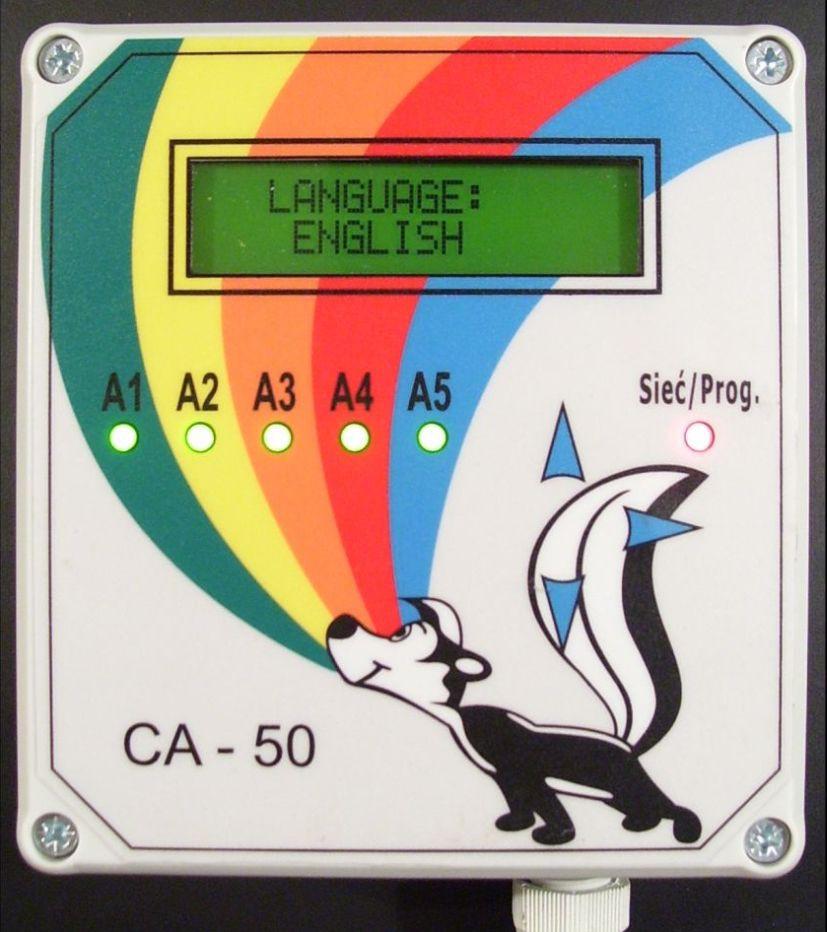 LANGUAGE:
ENGLISH
A1 A2 A3 A4 A5 Sieć/Prog.
CA - 50